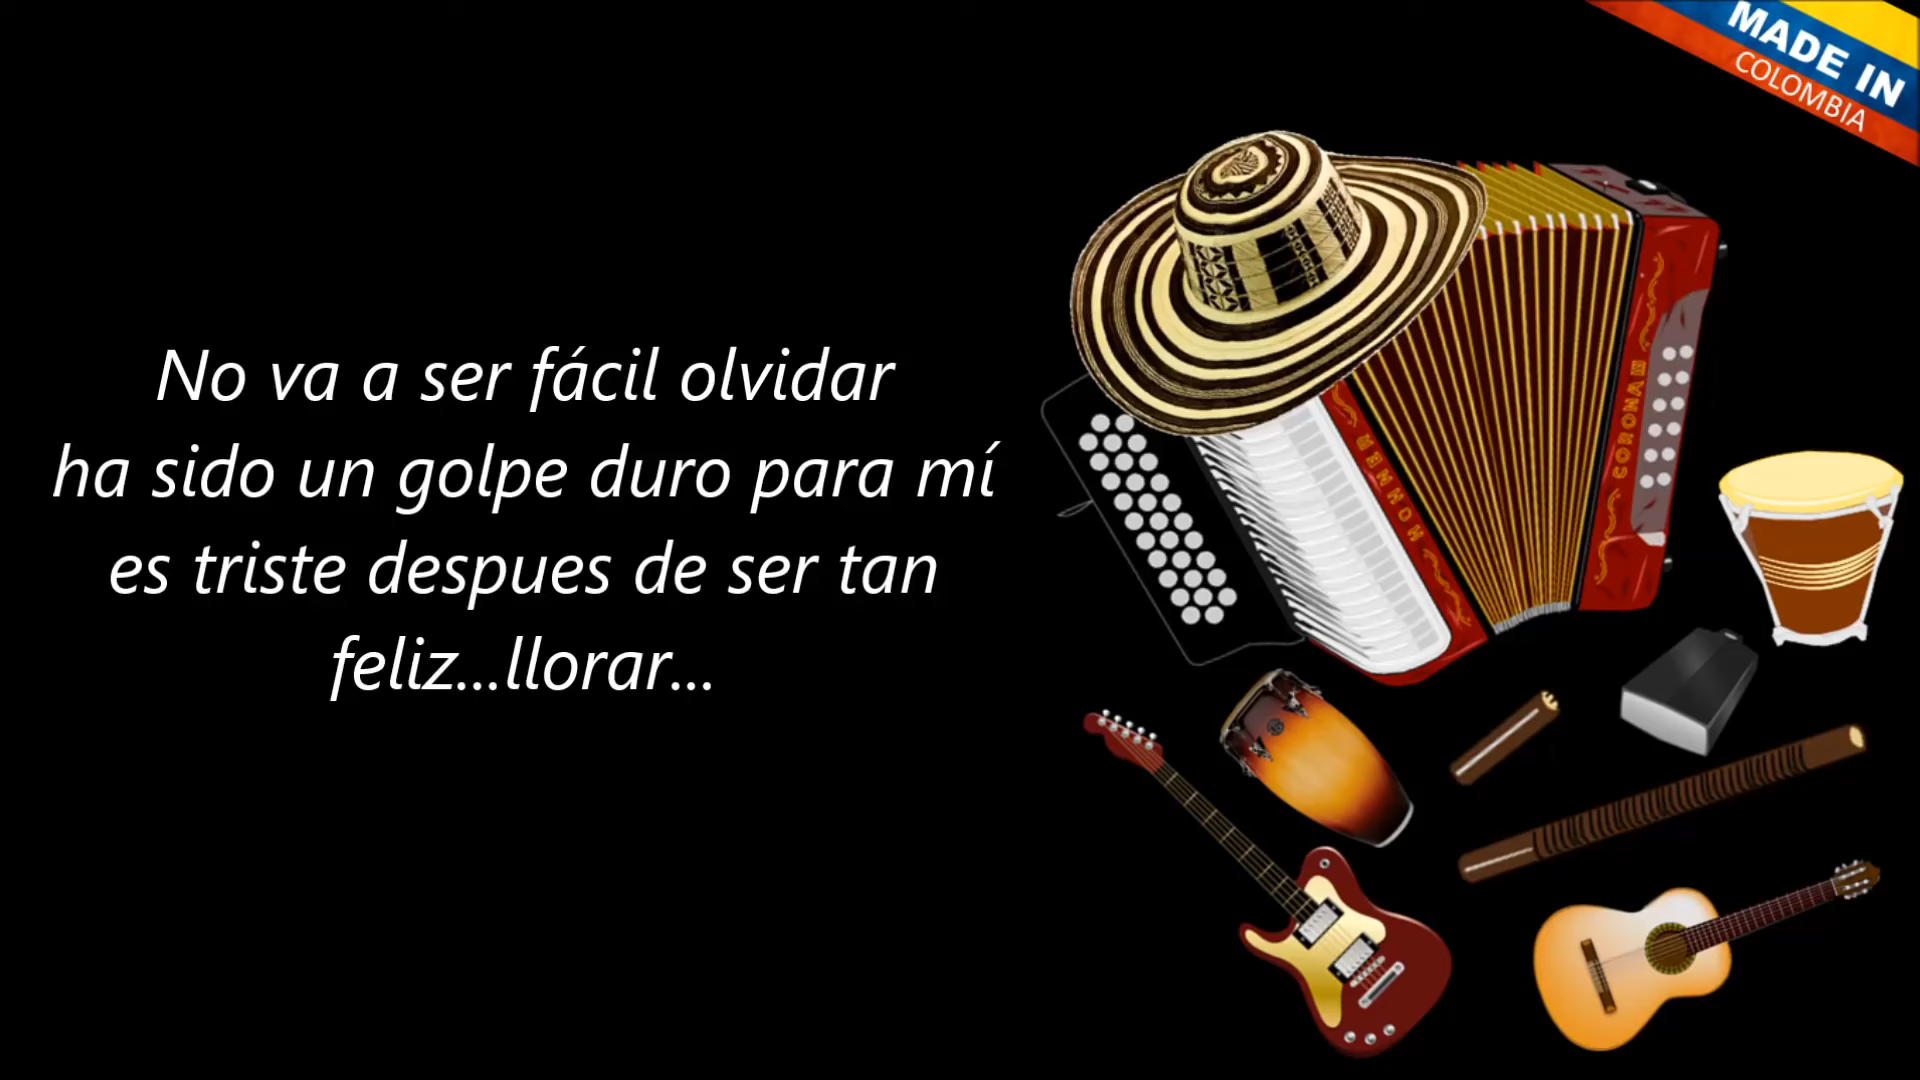 No va a ser fácil olvidar
ha sido un golpe duro para mí
es triste despues de ser tan
feliz...llorar...
MADE IN
COLOMBIA
HOHNER
CORONA III